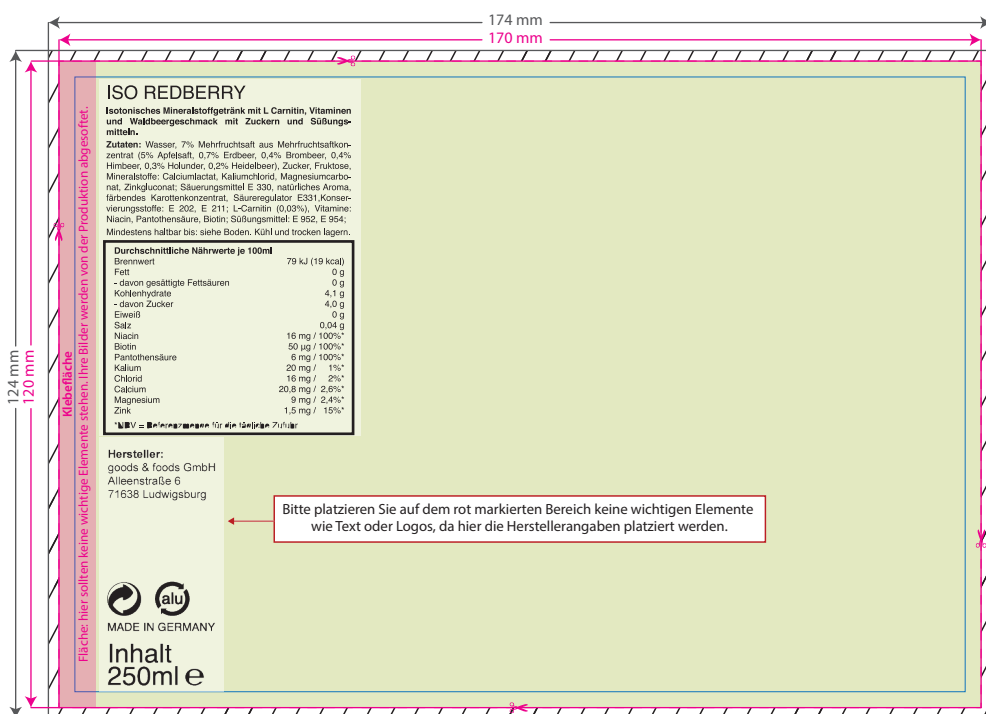 174 mm
170 mm
124 mm
120 mm
Klebefläche
Fläche: hier sollten keine wichtige Elemente stehen. Ihre Bilder werden von der Produktion abgesoftet.
ISO REDBERRY
Isotonisches Mineralstoffgetränk mit L Carnitin, Vitaminen
und Waldbeergeschmack mit Zuckern und Süßungs-
mitteln.
Zutaten: Wasser, 7% Mehrfruchtsaft aus Mehrfruchtsaftkon-
zentrat (5% Apfelsaft, 0,7% Erdbeer, 0,4% Brombeer, 0,4%
Himbeer, 0,3% Holunder, 0,2% Heidelbeer), Zucker, Fruktose,
Mineralstoffe: Calciumlactat, Kaliumchlorid, Magnesiumcarbo-
nat, Zinkgluconat; Säuerungsmittel E 330, natürliches Aroma,
färbendes Karottenkonzentrat, Säureregulator E331,Konser-
vierungsstoffe: E 202, E 211; L-Carnitin (0,03%), Vitamine:
Niacin, Pantothensäure, Biotin; Süßungsmittel: E 952, E 954;
Mindestens haltbar bis: siehe Boden. Kühl und trocken lagern.
Durchschnittliche Nährwerte je 100ml
Brennwert 79 kJ (19 kcal)
Fett 0 g
- davon gesättigte Fettsäuren 0 g
Kohlenhydrate 4,1 g
- davon Zucker 4,0 g
Eiweiß 0 g
Salz 0,04 g
Niacin 16 mg / 100%*
Biotin 50 µg / 100%*
Pantothensäure 6 mg / 100%*
Kalium 20 mg / 1%*
Chlorid 16 mg / 2%*
Calcium 20,8 mg / 2,6%*
Magnesium 9 mg / 2,4%*
Zink 1,5 mg / 15%*
*NRV = Referenzmenge für die tägliche Zufuhr
Hersteller:
goods & foods GmbH
Alleenstraße 6
71638 Ludwigsburg
Bitte platzieren Sie auf dem rot markierten Bereich keine wichtigen Elemente
wie Text oder Logos, da hier die Herstellerangaben platziert werden.
alu
MADE IN GERMANY
Inhalt
250ml ℮